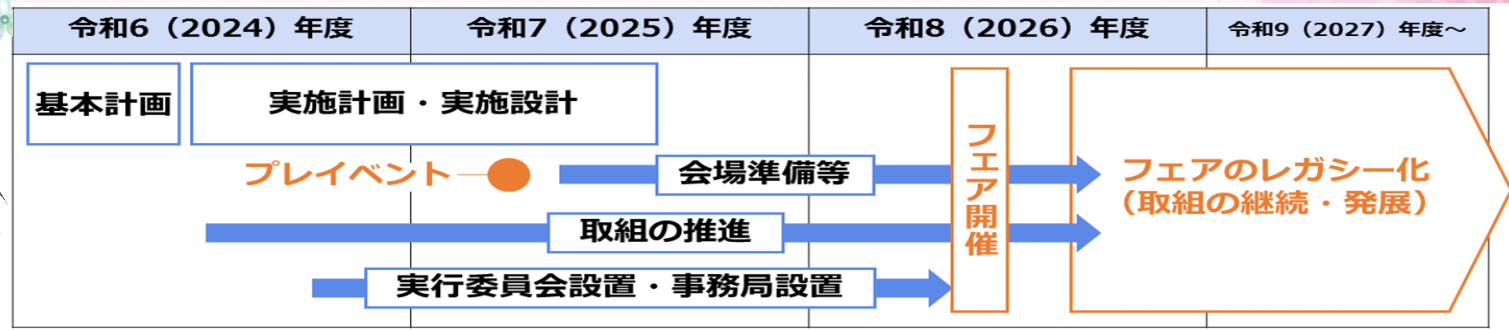 令和6（2024）年度
令和7（2025）年度
令和8（2026）年度
令和9（2027）年度～
基本計画
実施計画・実施設計
プレイベント
会場準備等
取組の推進
実行委員会設置・事務局設置
フェア開催
フェアのレガシー化
（取組の継続・発展）